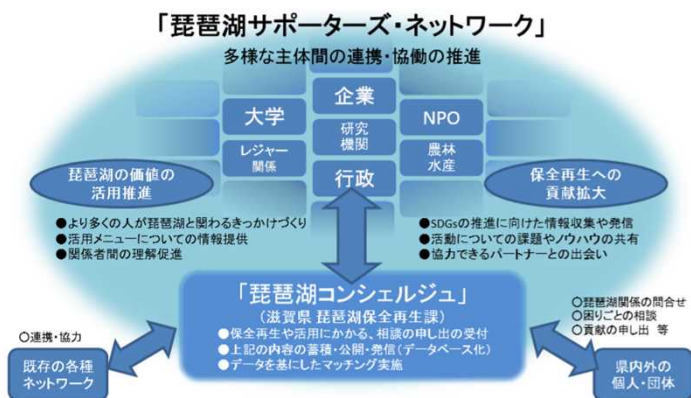 「琵琶湖サポーターズ・ネットワーク」
多様な主体間の連携・協働の推進
企業
大学
NPO
研究
機関
レジャー
関係
農林
水産
行政
琵琶湖の価値の
活用推進
保全再生への
貢献拡大
●より多くの人が琵琶湖と関わるきっかけづくり
●活用メニューについての情報提供
●関係者間の理解促進
●SDGsの推進に向けた情報収集や発信
●活動についての課題やノウハウの共有
●協力できるパートナーとの出会い
「琵琶湖コンシェルジュ」
(滋賀県 琵琶湖保全再生課)
●保全再生や活用にかかる、相談の申し出の受付
●上記の内容の蓄積・公開・発信(データベース化)
●データを基にしたマッチング実施
○連携・協力
既存の各種
ネットワーク
○琵琶湖関係の問合せ
○困りごとの相談
○貢献の申し出 等
県内外の
個人・団体